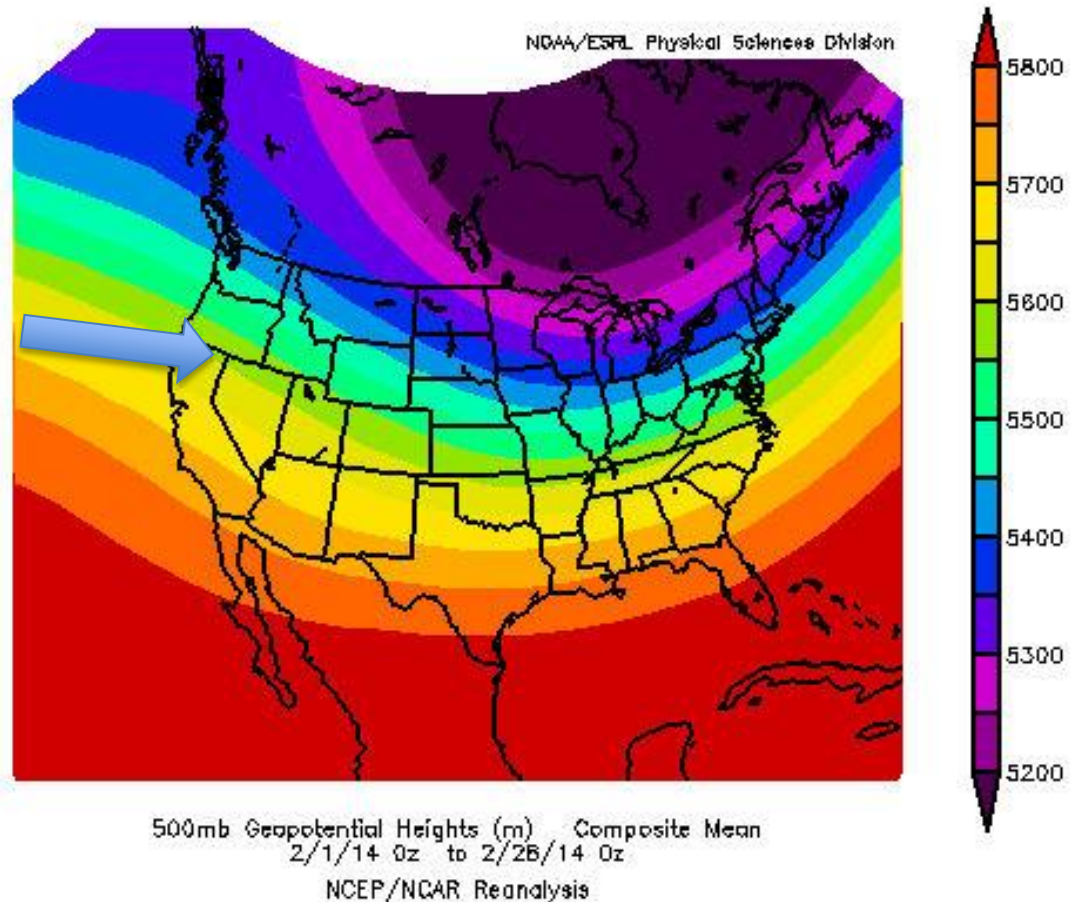 NOAA/ESRL Physical Sciences Division
5800
5700
5600
5500
5400
5300
5200
500mb Geopotential Heights (m) Composite Mean
2/1/14 0z to 2/26/14 0z
NCEP/NCAR Reanalysis